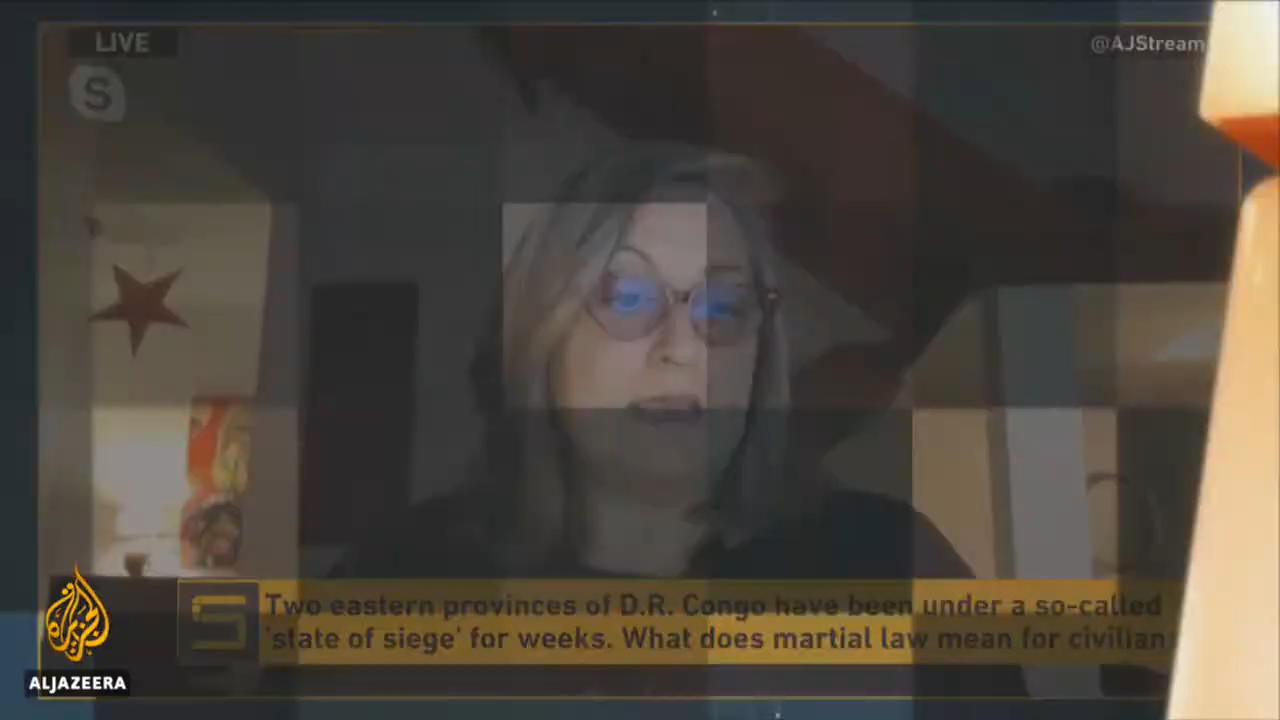 LIVE
@AJStream
S
Two eastern provinces of D.R. Congo have been under a so-called
'state of siege' for weeks. What does martial law mean for civilian
الجزيرة
ALJAZEERA